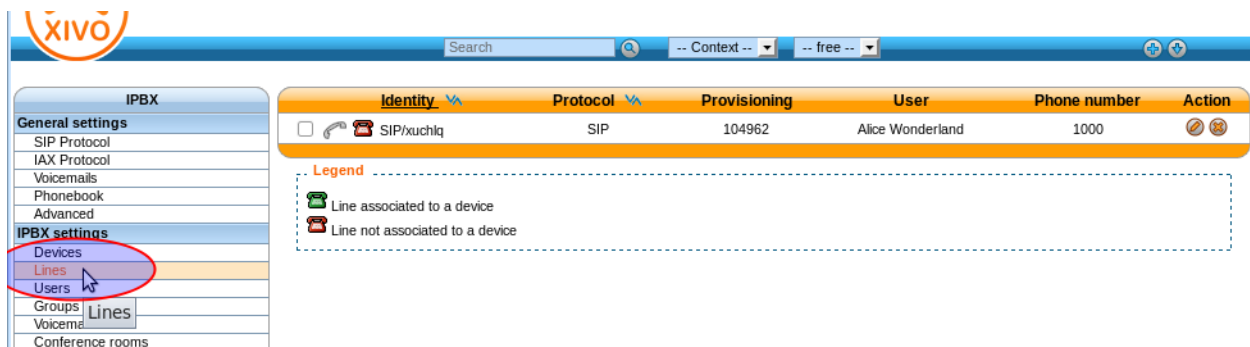 XIVO
Search
-- Context --
-- free --
IPBX
General settings
SIP Protocol
IAX Protocol
Voicemails
Phonebook
Advanced
IPBX settings
Devices
Lines
Users
Groups
Lines
Voicema
Conference rooms
Identity Protocol Provisioning User Phone number Action
SIP/xuchlq SIP 104962 Alice Wonderland 1000
Legend
Line associated to a device
Line not associated to a device